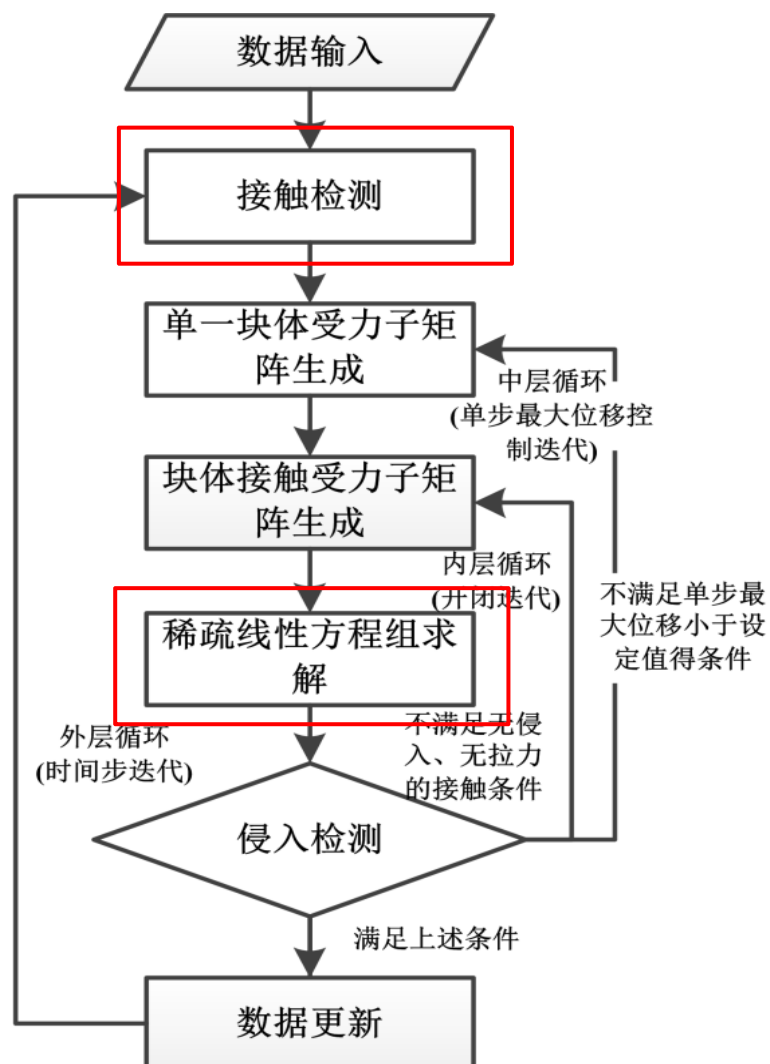 数据输入
接触检测
单一块体受力子矩
阵生成
中层循环
(单步最大位移控
制迭代)
块体接触受力子矩
阵生成
内层循环
(开闭迭代)
不满足单步最
大位移小于设
定值得条件
稀疏线性方程组求
解
外层循环
(时间步迭代)
不满足无侵
入、无拉力
的接触条件
侵入检测
满足上述条件
数据更新